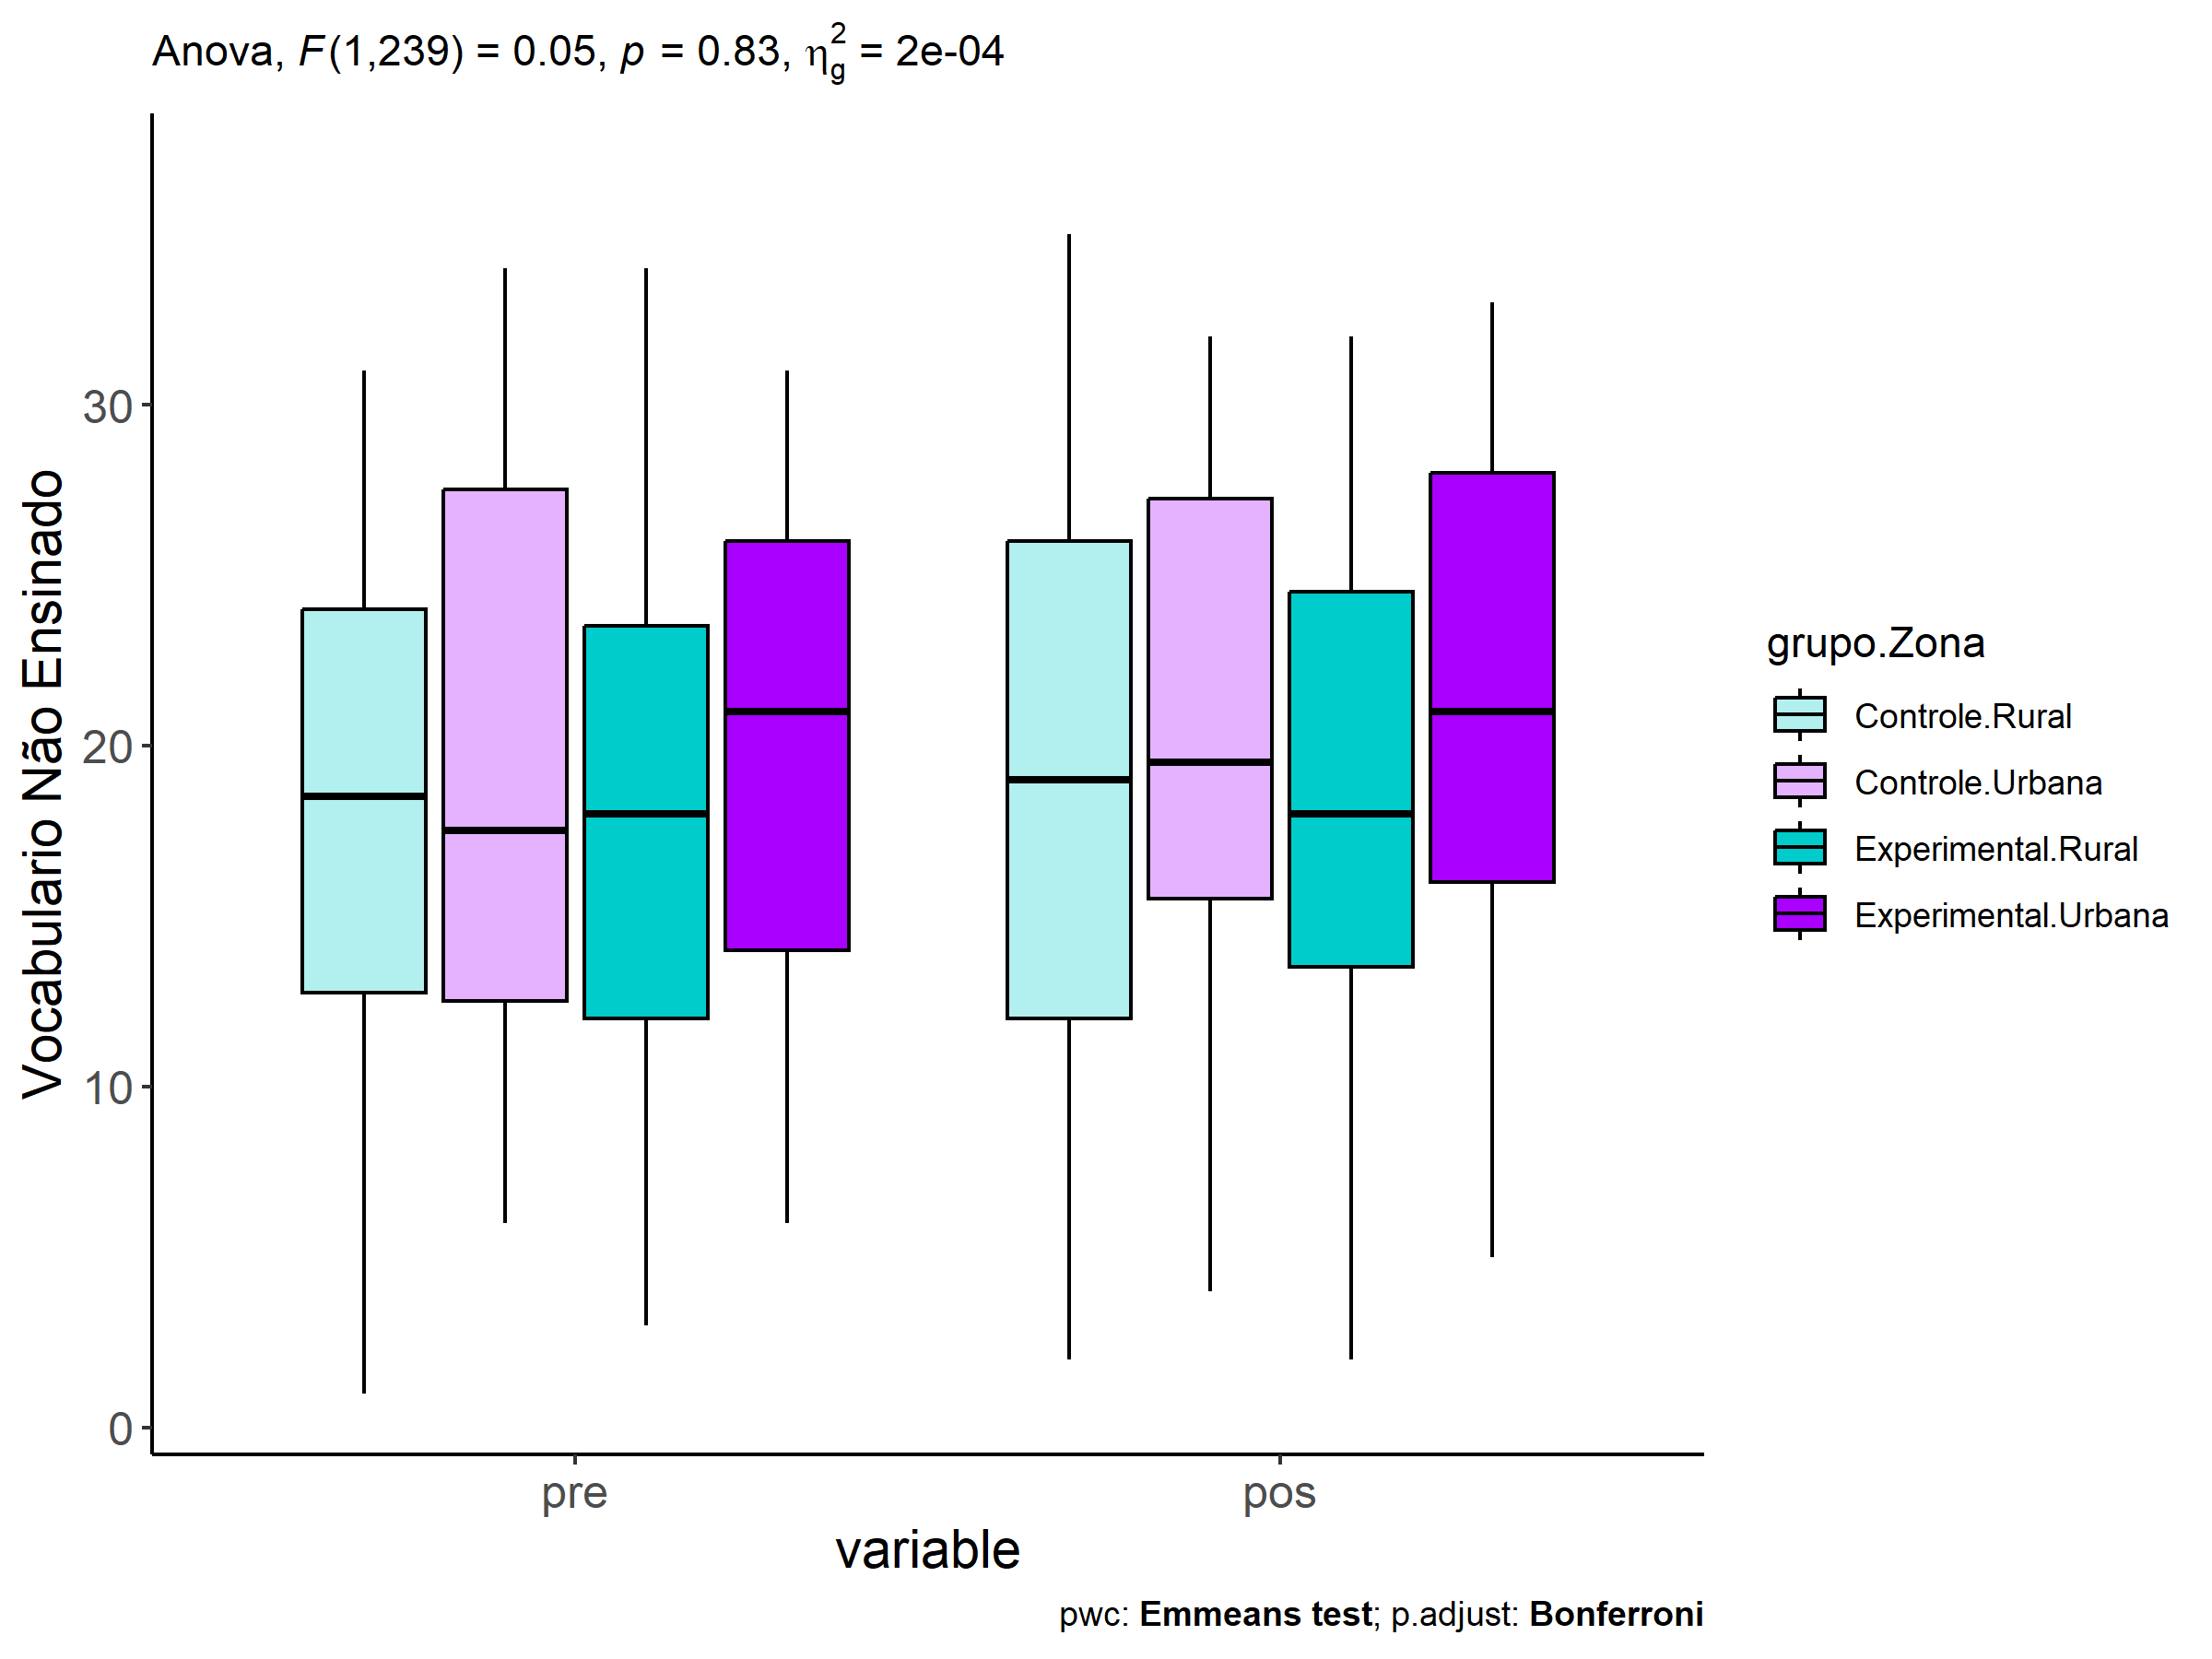 Anova, F(1,239) = 0.05, p = 0.83, η²g = 2e-04
Vocabulario Não Ensinado
30
20
10
0
pre
pos
variable
grupo.Zona
Controle.Rural
Controle.Urbana
Experimental.Rural
Experimental.Urbana
pwc: Emmeans test; p.adjust: Bonferroni